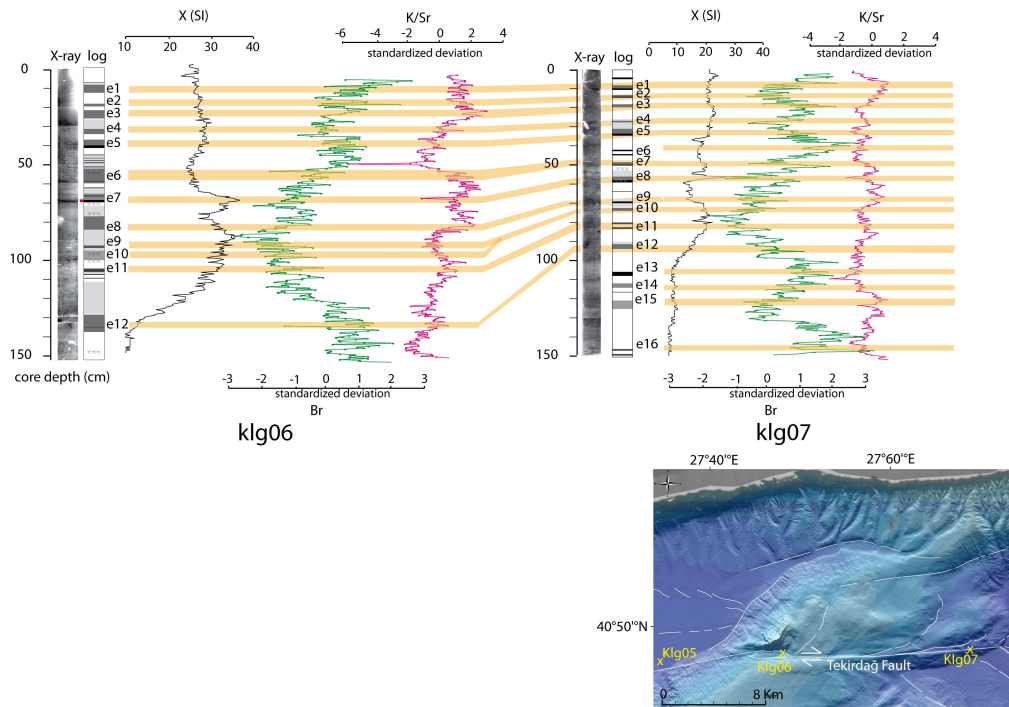 X (SI)
K/Sr
10 25 40
-6 -4 -2 0 2 4
standardized deviation
X-ray log
0
50
100
150
e1
e2
e3
e4
e5
e6
e7
e8
e9
e10
e11
e12
core depth (cm)
-3 -2 -1 0 1 2 3
standardized deviation
Br
klg06
X (SI)
K/Sr
0 5 10 20 30 40
-4 -2 0 2 4
standardized deviation
X-ray log
0
50
100
150
e1
e2
e3
e4
e5
e6
e7
e8
e9
e10
e11
e12
e13
e14
e15
e16
-3 -2 -1 0 1 2 3
standardized deviation
Br
klg07
27°40'E 27°60'E
40°50''N
Klg05
Klg06
Klg07
Tekirdağ Fault
0 8 Km